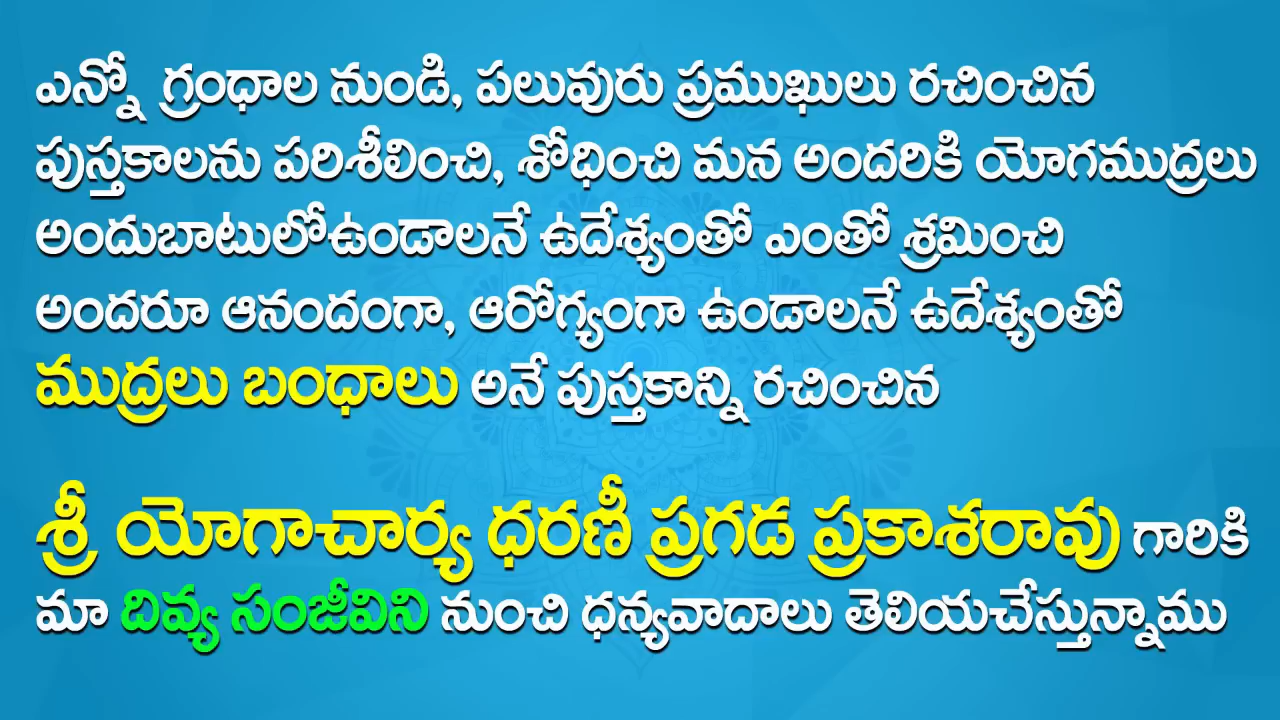 ఎన్నో గ్రంధాల నుండి, పలువురు ప్రముఖులు రచించిన
పుస్తకాలను పరిశీలించి, శోధించి మన అందరికి యోగముద్రలు
అందుబాటులోఉండాలనే ఉదేశ్యంతో ఎంతో శ్రమించి
అందరూ ఆనందంగా, ఆరోగ్యంగా ఉండాలనే ఉదేశ్యంతో
ముద్రలు బంధాలు అనే పుస్తకాన్ని రచించిన
శ్రీ యోగాచార్య ధరణీ ప్రగడ ప్రకాశరావు గారికి
మా దివ్య సంజీవిని నుంచి ధన్యవాదాలు తెలియచేస్తున్నాము